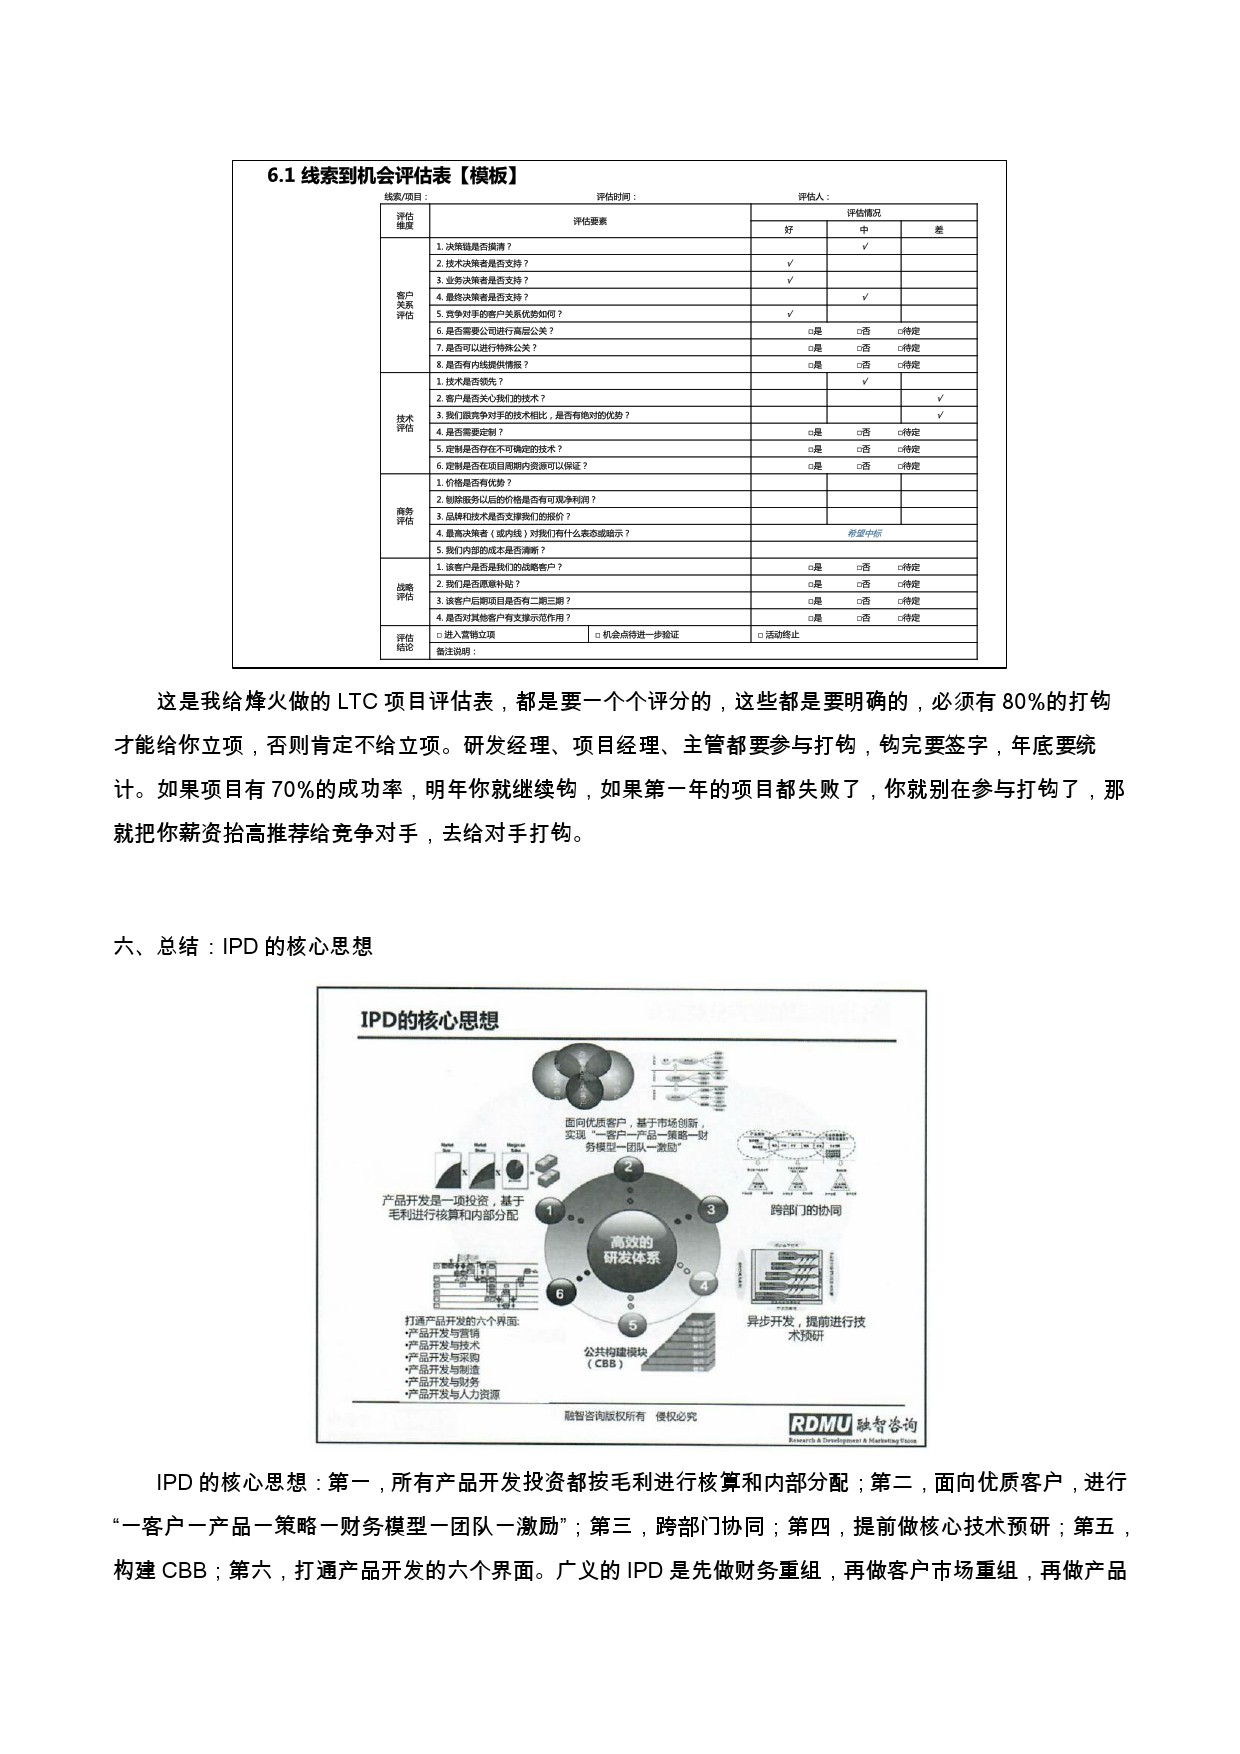 6.1 线索到机会评估表【模板】
线索/项目： 评估时间： 评估人：
评估维度 评估要素 评估情况
好 中 差
客户关系评估
1. 决策链是否摸清？ √
2. 技术决策者是否支持？ √
3. 业务决策者是否支持？ √
4. 最终决策者是否支持？ √
5. 竞争对手的客户关系优势如何？ √
6. 是否需要公司进行高层公关？ □是 □否 □待定
7. 是否可以进行特殊公关？ □是 □否 □待定
8. 是否有内线提供情报？ □是 □否 □待定
技术评估
1. 技术是否领先？ √
2. 客户是否关心我们的技术？ √
3. 我们跟竞争对手的技术相比，是否有绝对的优势？ √
4. 是否需要定制？ □是 □否 □待定
5. 定制是否存在不可确定的技术？ □是 □否 □待定
6. 定制是否在项目周期内资源可以保证？ □是 □否 □待定
商务评估
1. 价格是否有优势？
2. 刨除服务以后的价格是否有可观净利润？
3. 品牌和技术是否支撑我们的报价？
4. 最高决策者（或内线）对我们有什么表态或暗示？ 希望中标
5. 我们内部的成本是否清晰？
战略评估
1. 该客户是否是我们的战略客户？ □是 □否 □待定
2. 我们是否愿意补贴？ □是 □否 □待定
3. 该客户后期项目是否有二期三期？ □是 □否 □待定
4. 是否对其他客户有支撑示范作用？ □是 □否 □待定
评估结论
□ 进入营销立项 □ 机会点待进一步验证 □ 活动终止
备注说明：
这是我给烽火做的 LTC 项目评估表，都是要一个个评分的，这些都是要明确的，必须有 80%的打钩
才能给你立项，否则肯定不给立项。研发经理、项目经理、主管都要参与打钩，钩完要签字，年底要统
计。如果项目有 70%的成功率，明年你就继续钩，如果第一年的项目都失败了，你就别在参与打钩了，那
就把你薪资抬高推荐给竞争对手，去给对手打钩。
六、总结：IPD 的核心思想
IPD的核心思想
面向优质客户，基于市场创新，
实现“一客户一产品一策略一财
务模型一团队一激励”
产品开发是一项投资，基于
毛利进行核算和内部分配
跨部门的协同
1
2
3
4
5
6
高效的
研发体系
异步开发，提前进行技
术预研
公共构建模块
（CBB）
打通产品开发的六个界面:
•产品开发与营销
•产品开发与技术
•产品开发与采购
•产品开发与制造
•产品开发与财务
•产品开发与人力资源
融智咨询版权所有 侵权必究
RDMU 融智咨询
Research & Development & Marketing Union
IPD 的核心思想：第一，所有产品开发投资都按毛利进行核算和内部分配；第二，面向优质客户，进行
“一客户一产品一策略一财务模型一团队一激励”；第三，跨部门协同；第四，提前做核心技术预研；第五，
构建 CBB；第六，打通产品开发的六个界面。广义的 IPD 是先做财务重组，再做客户市场重组，再做产品